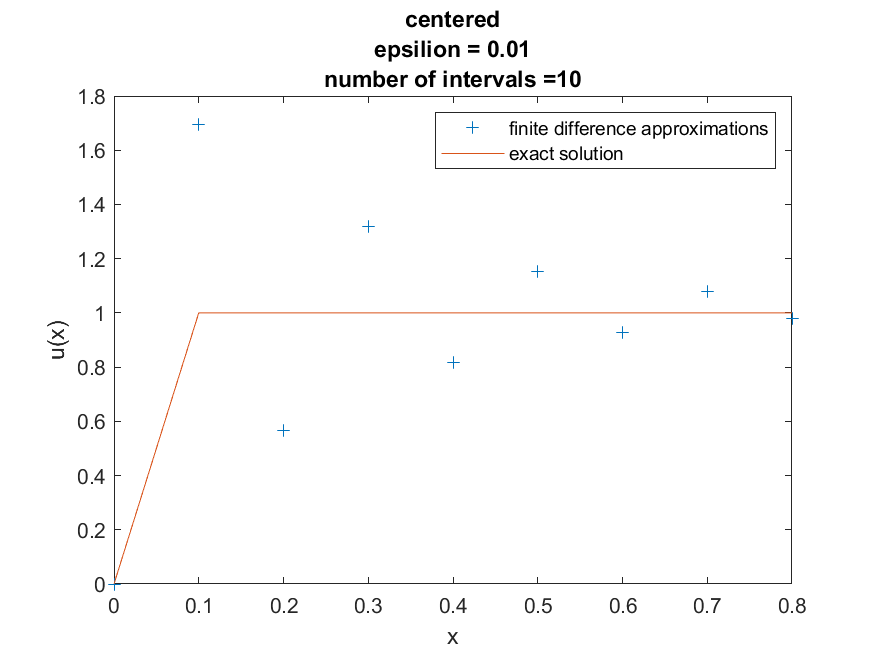 centered
epsilion = 0.01
number of intervals =10
1.8
1.6
1.4
1.2
1
0.8
0.6
0.4
0.2
0
u(x)
finite difference approximations
exact solution
0 0.1 0.2 0.3 0.4 0.5 0.6 0.7 0.8
x